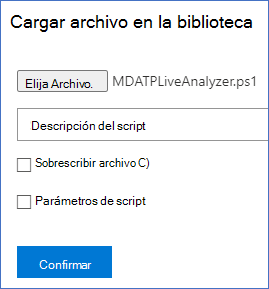 Cargar archivo en la biblioteca
Elija Archivo. MDATPLiveAnalyzer.ps1
Descripción del script
Sobrescribir archivo C)
Parámetros de script
Confirmar